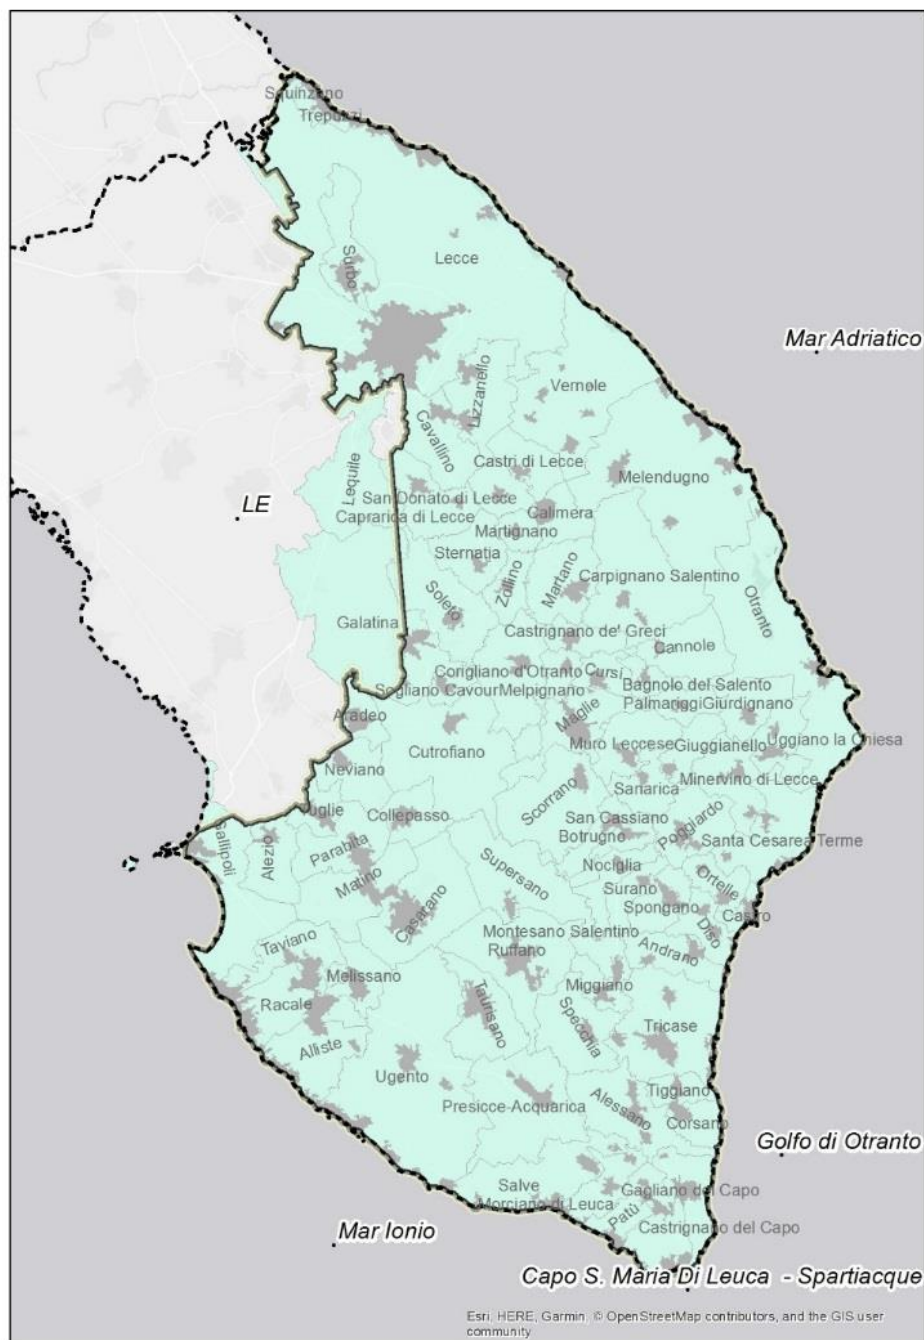 Squinzano
Trepuzzi
Surbo
Lecce
Mar Adriatico
Lizzanello
Vernole
Cavallino
Castri di Lecce
Melendugno
Lequile
LE
San Donato di Lecce
Caprarica di Lecce
Calimera
Martignano
Sternatia
Zollino
Martano
Carpignano Salentino
Otranto
Soleto
Galatina
Castrignano de' Greci
Cannole
Corigliano d'Otranto
Cursi
Sogliano Cavour
Melpignano
Bagnolo del Salento
Palmariggi
Giurdignano
Aradeo
Maglie
Cutrofiano
Muro Leccese
Giuggianello
Uggiano la Chiesa
Neviano
Minervino di Lecce
Sanarica
Scorrano
Tuglie
Collepasso
San Cassiano
Botrugno
Poggiardo
Santa Cesarea Terme
Gallipoli
Alezio
Parabita
Matino
Nociglia
Supersano
Surano
Spongano
Ortelle
Castro
Diso
Casarano
Montesano Salentino
Ruffano
Andrano
Taviano
Melissano
Miggiano
Racale
Taurisano
Specchia
Tricase
Alliste
Ugento
Tiggiano
Presicce-Acquarica
Alessano
Corsano
Golfo di Otranto
Salve
Morciano di Leuca
Gagliano del Capo
Patù
Castrignano del Capo
Mar Ionio
Capo S. Maria Di Leuca - Spartiacque
Esri, HERE, Garmin, © OpenStreetMap contributors, and the GIS user
community